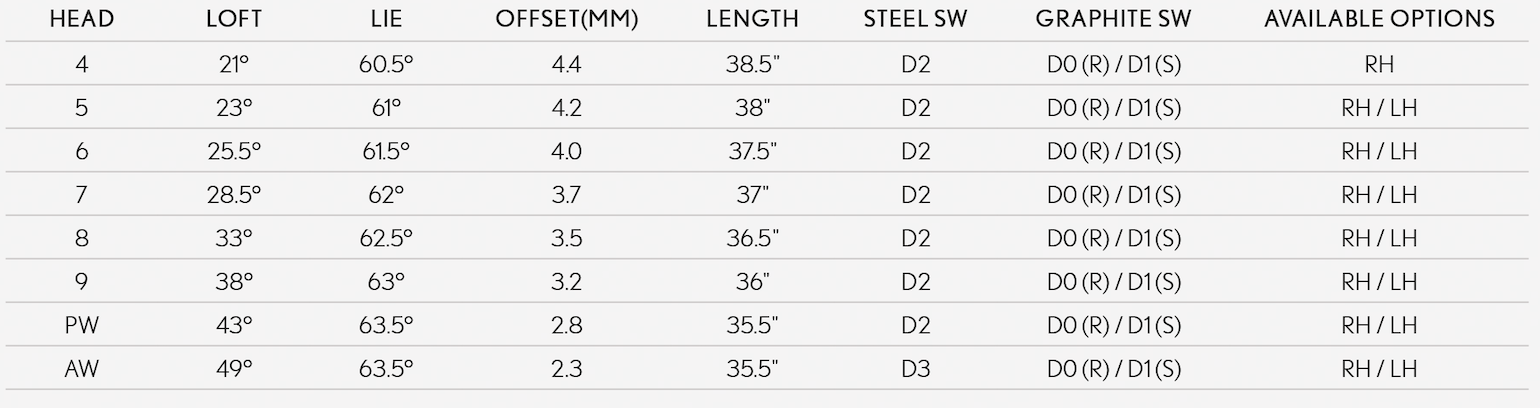 HEAD LOFT LIE OFFSET(MM) LENGTH STEEL SW GRAPHITE SW AVAILABLE OPTIONS
4 21° 60.5° 4.4 38.5" D2 D0 (R) / D1 (S) RH
5 23° 61° 4.2 38" D2 D0 (R) / D1 (S) RH / LH
6 25.5° 61.5° 4.0 37.5" D2 D0 (R) / D1 (S) RH / LH
7 28.5° 62° 3.7 37" D2 D0 (R) / D1 (S) RH / LH
8 33° 62.5° 3.5 36.5" D2 D0 (R) / D1 (S) RH / LH
9 38° 63° 3.2 36" D2 D0 (R) / D1 (S) RH / LH
PW 43° 63.5° 2.8 35.5" D2 D0 (R) / D1 (S) RH / LH
AW 49° 63.5° 2.3 35.5" D3 D0 (R) / D1 (S) RH / LH